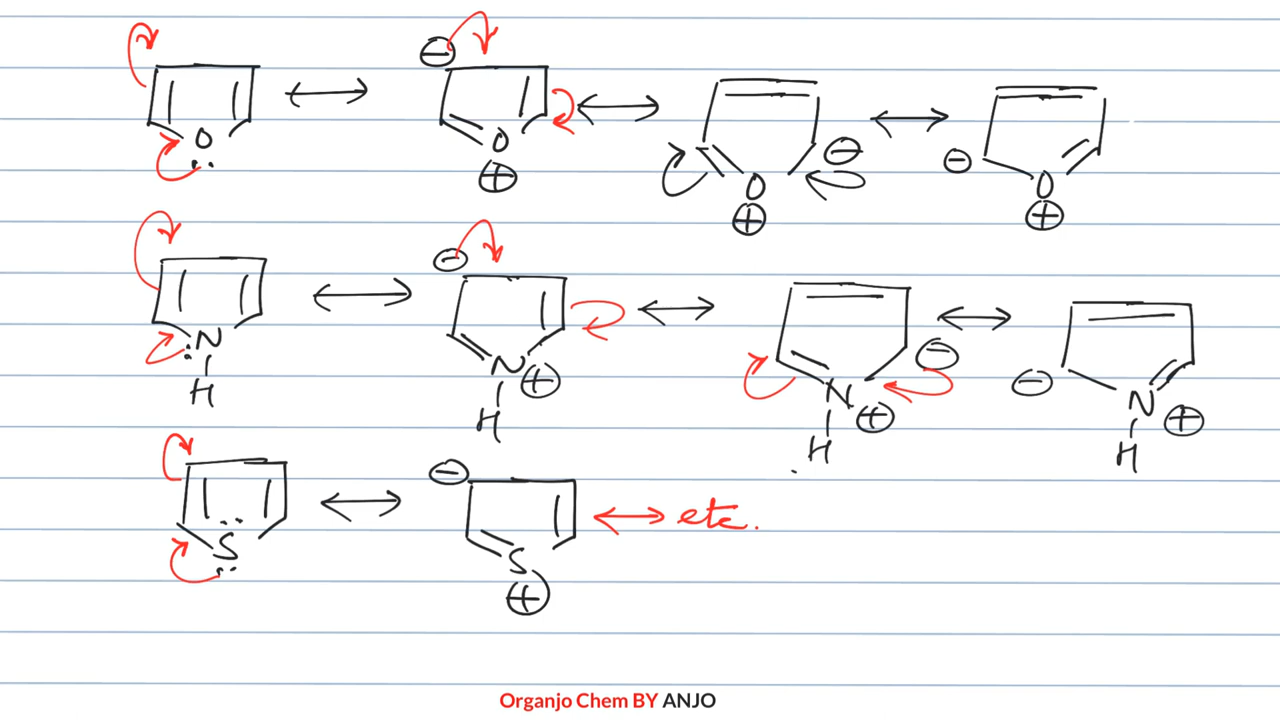 ⊖
O ⊕ O ⊕ ⊖ O ⊕ ⊖ O ⊕
⊖
N H N ⊕ H ⊖ N ⊕ H ⊖ N ⊕ H
⊖
S S ⊕ etc.
Organjo Chem BY ANJO